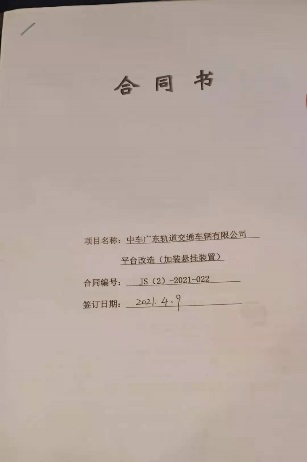 合同书
项目名称：中车广东轨道交通车辆有限公司
平台改造（加装悬挂装置）
合同编号：JS（2）-2021-022
签订日期：2021.4.9